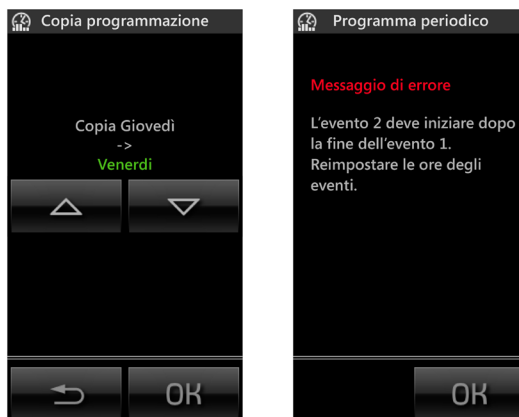 Copia programmazione
Copia Giovedì
->
Venerdi
OK
Programma periodico
Messaggio di errore
L'evento 2 deve iniziare dopo
la fine dell'evento 1.
Reimpostare le ore degli
eventi.
OK